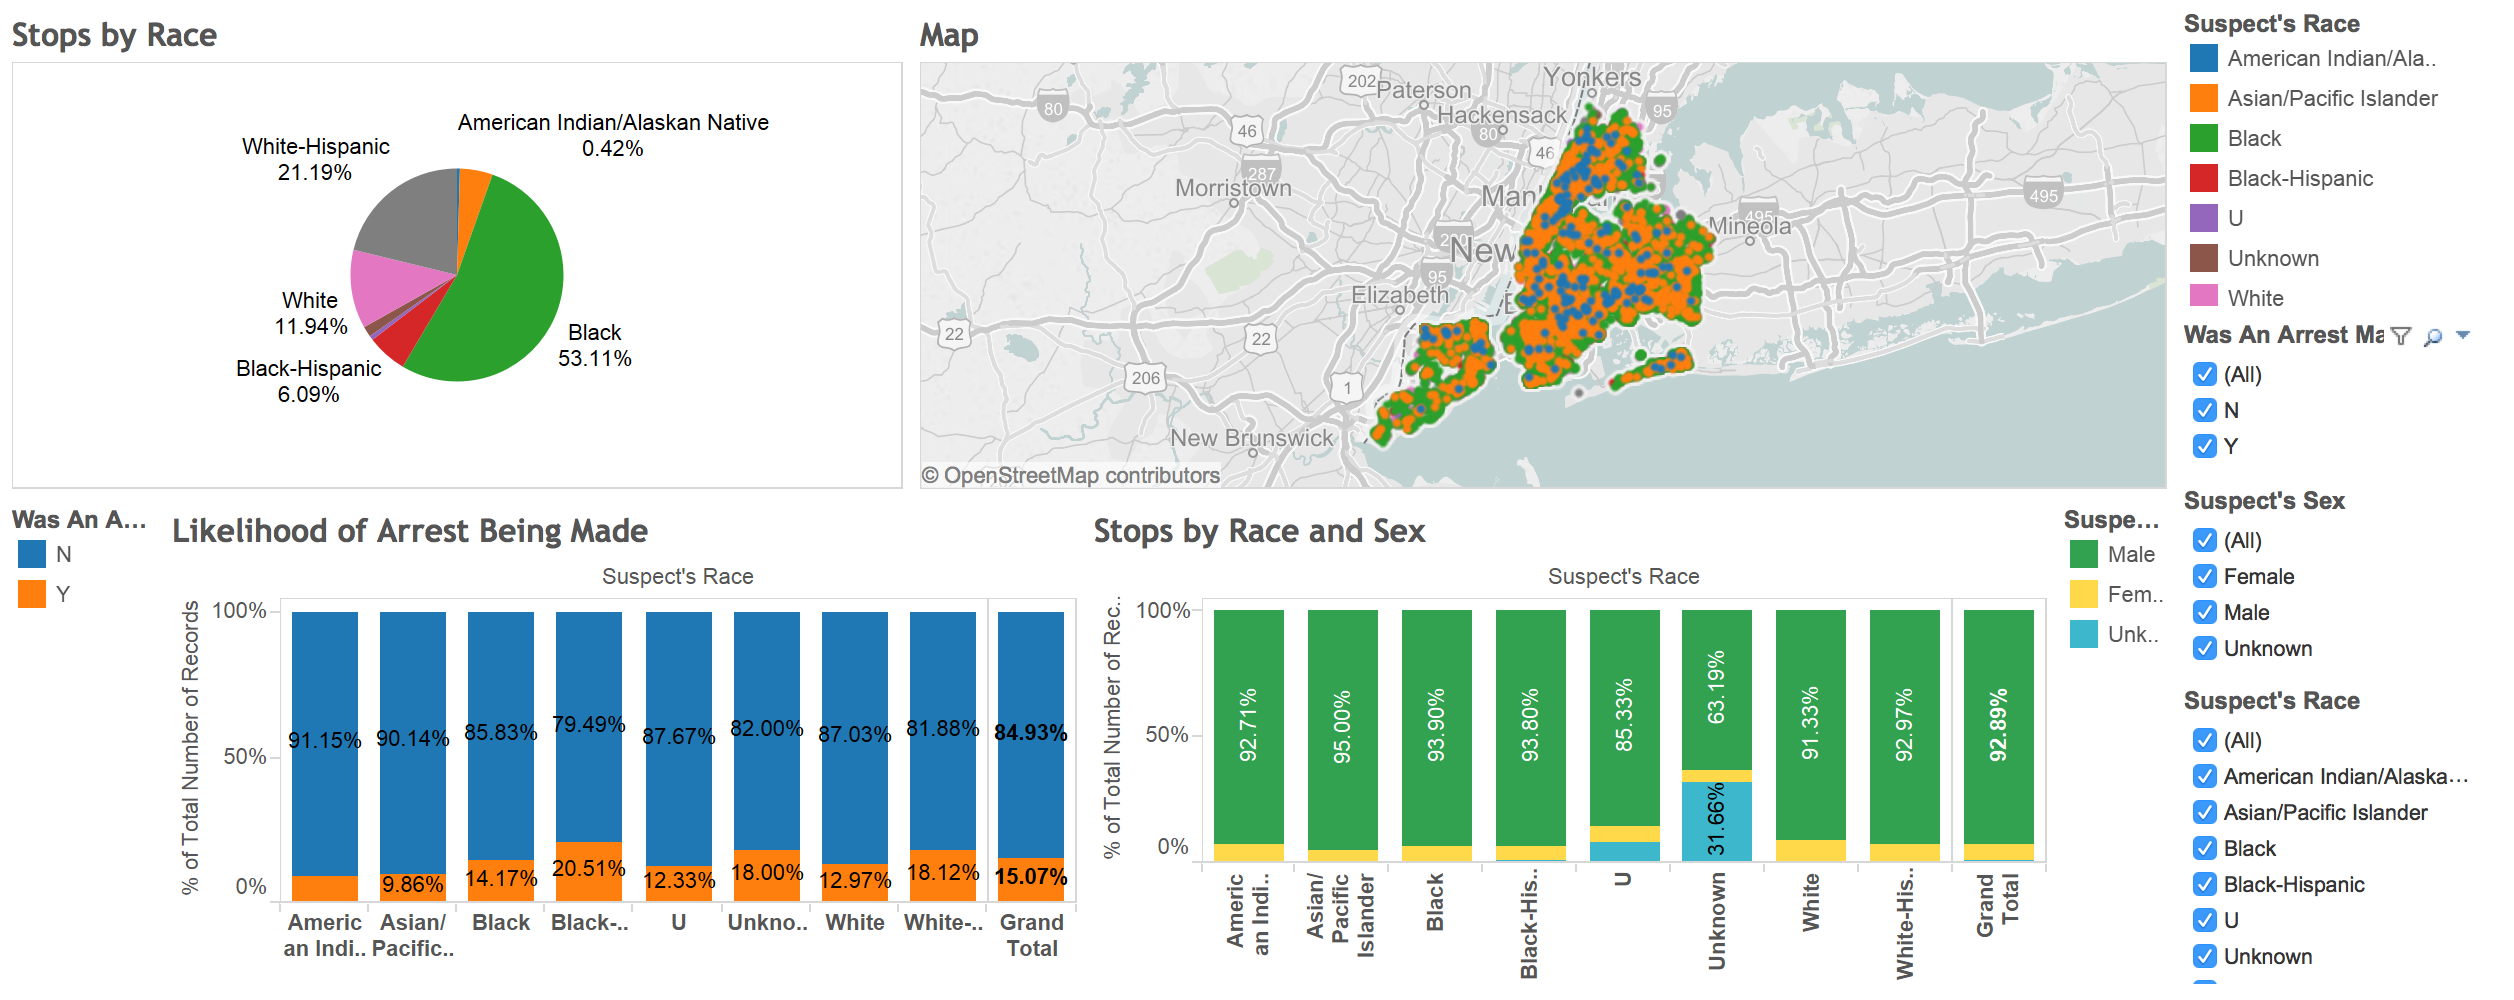 Stops by Race
American Indian/Alaskan Native
0.42%
White-Hispanic
21.19%
White
11.94%
Black-Hispanic
6.09%
Black
53.11%
Map
Yonkers
202
Paterson
80
95
Hackensack
46
80
46
287
Morristown
495
495
Mineola
New
95
Elizabeth
22
22
206
1
New Brunswick
© OpenStreetMap contributors
Suspect's Race
American Indian/Ala..
Asian/Pacific Islander
Black
Black-Hispanic
U
Unknown
White
Was An Arrest Ma
(All)
N
Y
Suspect's Sex
(All)
Female
Male
Unknown
Suspect's Race
(All)
American Indian/Alaska...
Asian/Pacific Islander
Black
Black-Hispanic
U
Unknown
Was An A...
N
Y
Likelihood of Arrest Being Made
Suspect's Race
% of Total Number of Records
100%
50%
0%
91.15%
90.14%
85.83%
79.49%
87.67%
82.00%
87.03%
81.88%
84.93%
9.86%
14.17%
20.51%
12.33%
18.00%
12.97%
18.12%
15.07%
Americ
an Indi..
Asian/
Pacific..
Black
Black-..
U
Unkno..
White
White-..
Grand
Total
Stops by Race and Sex
Suspect's Race
% of Total Number of Rec..
100%
50%
0%
92.71%
95.00%
93.90%
93.80%
85.33%
63.19%
31.66%
91.33%
92.97%
92.89%
Americ
an Indi..
Asian/
Pacific
Islander
Black
Black-His..
U
Unknown
White
White-His..
Grand
Total
Suspe...
Male
Fem..
Unk..